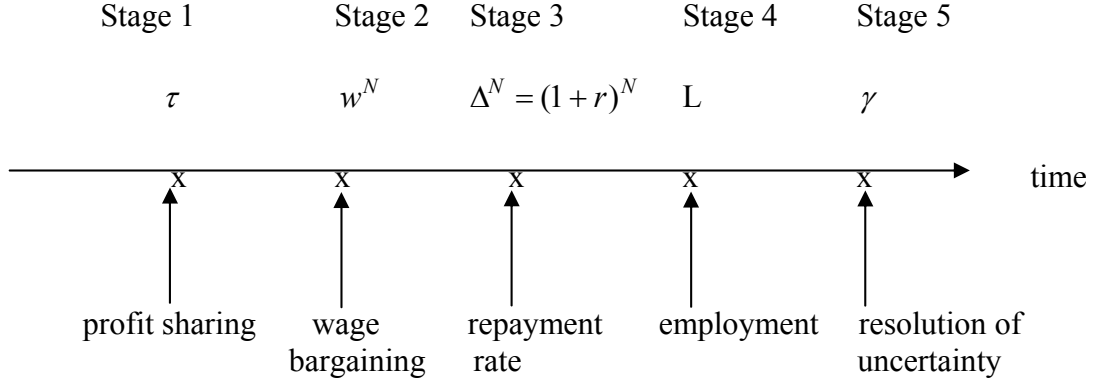 Stage 1 Stage 2 Stage 3 Stage 4 Stage 5
τ w^N Δ^N = (1 + r)^N L γ
x x x x x time
profit sharing wage repayment employment resolution of
bargaining rate uncertainty